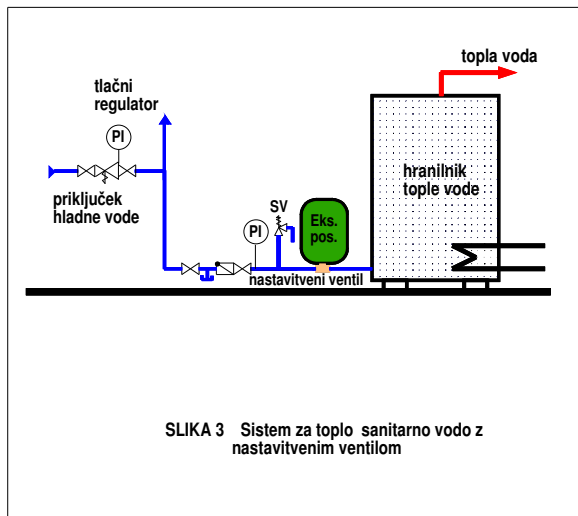 topla voda
tlačni
regulator
PI
priključek
hladne vode
hranilnik
tople vode
SV
Eks.
pos.
PI
nastavitveni ventil
SLIKA 3 Sistem za toplo sanitarno vodo z
nastavitvenim ventilom